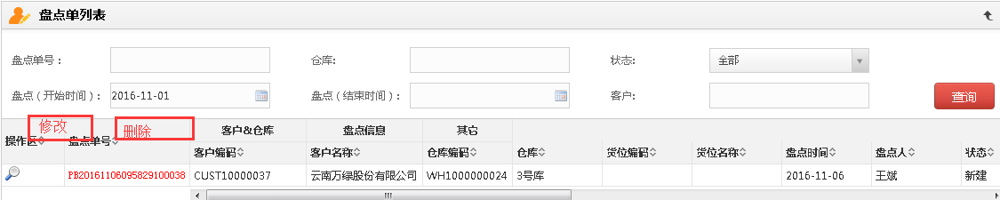 盘点单列表
盘点单号： 仓库: 状态: 全部
盘点（开始时间）： 2016-11-01 盘点（结束时间）： 客户: 查询
修改 删除
操作区 盘点单号 客户&仓库 盘点信息 其它
客户编码 客户名称 仓库编码 仓库 货位编码 货位名称 盘点时间 盘点人 状态
PB20161106095829100038 CUST10000037 云南万绿股份有限公司 WH1000000024 3号库 2016-11-06 王斌 新建